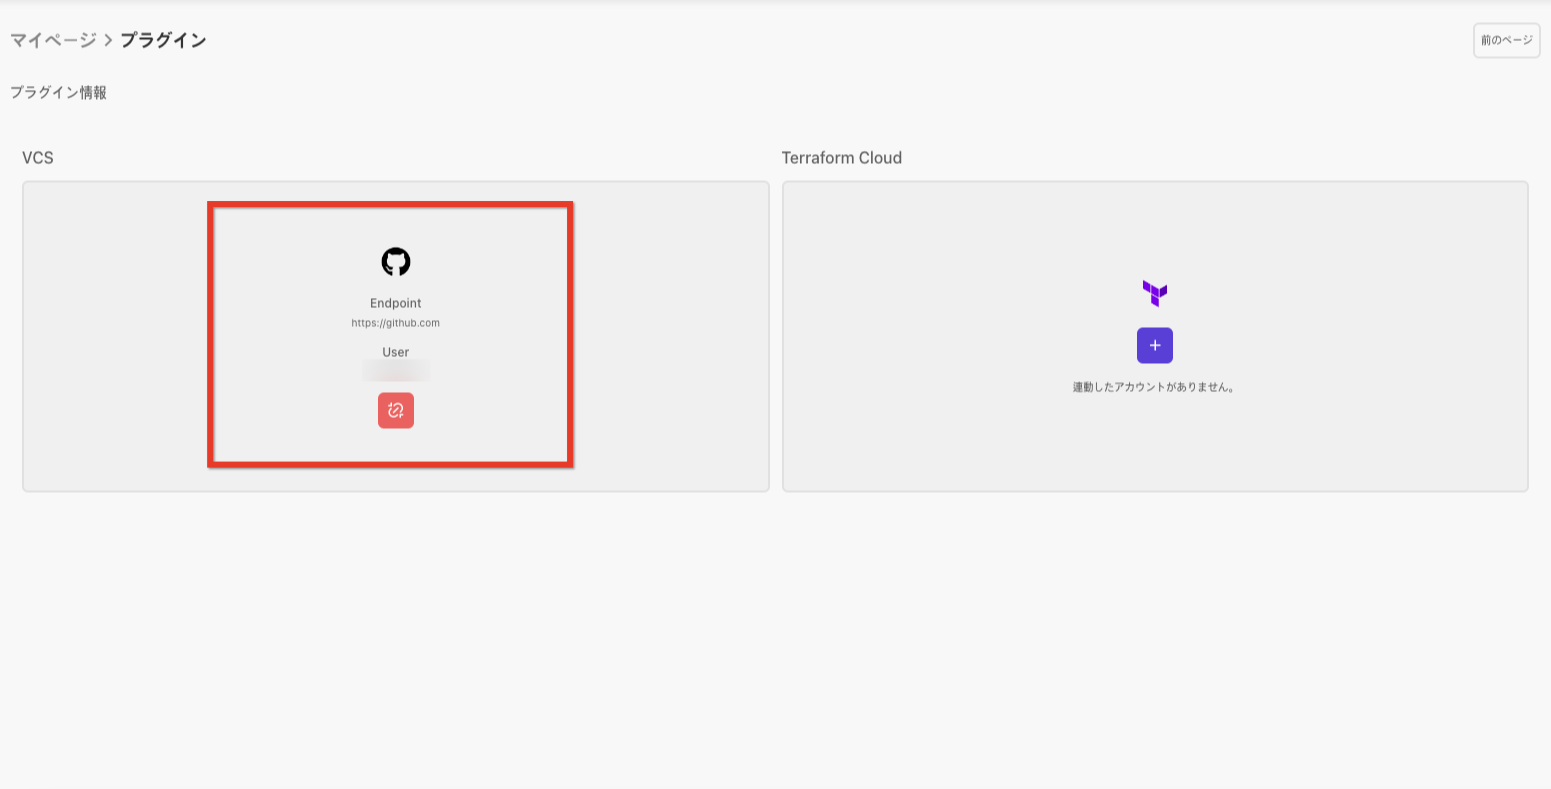 マイページ > プラグイン
前のページ
プラグイン情報
VCS
Terraform Cloud
Endpoint
https://github.com
User
連動したアカウントがありません。